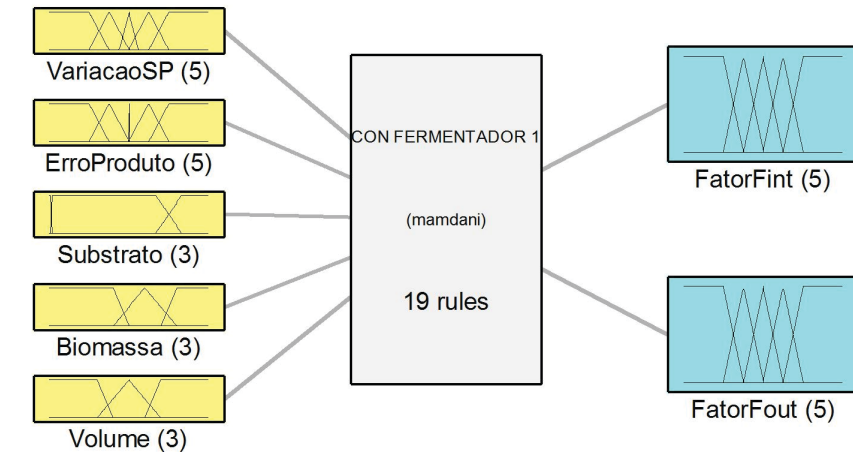 VariacaoSP (5)
ErroProduto (5)
Substrato (3)
Biomassa (3)
Volume (3)
CON FERMENTADOR 1
(mamdani)
19 rules
FatorFint (5)
FatorFout (5)